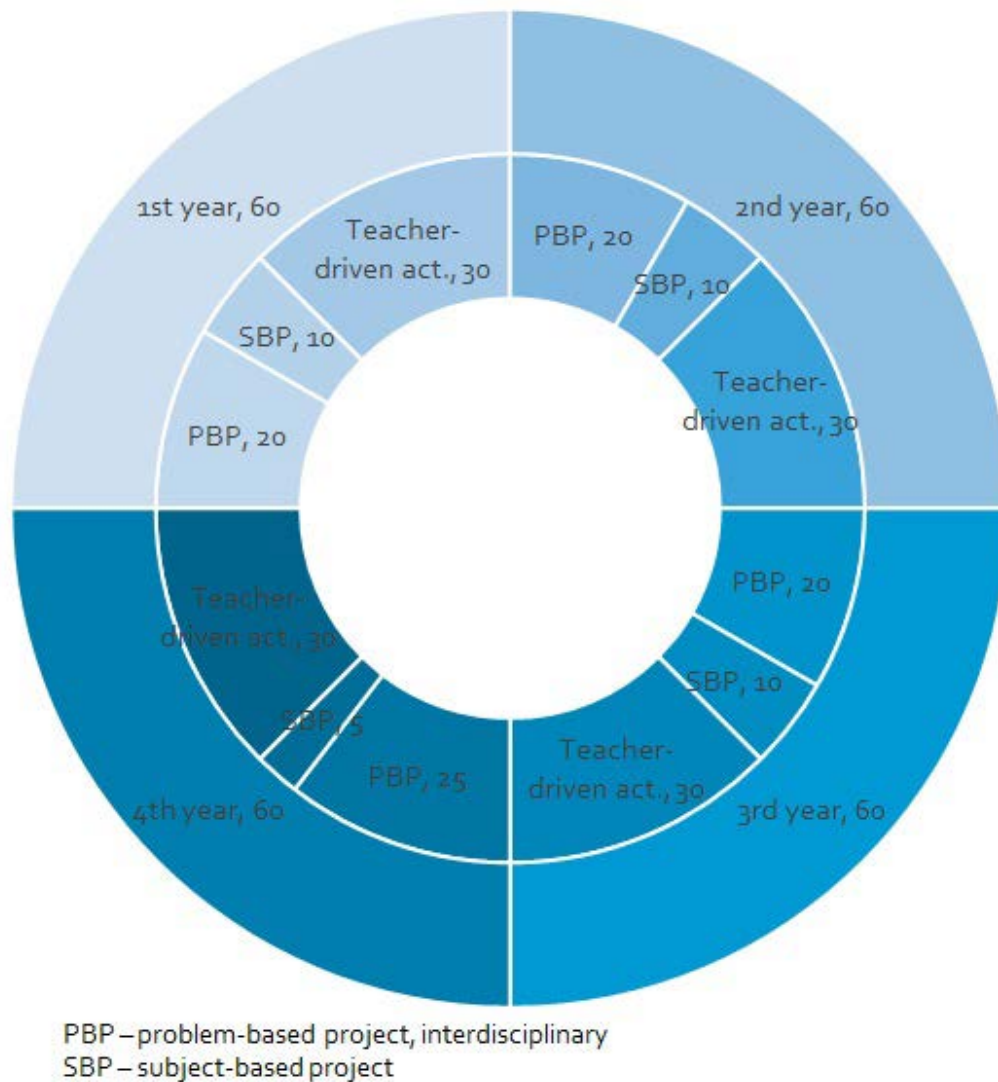 1st year, 60
Teacher-
driven act., 30
SBP, 10
PBP, 20
2nd year, 60
PBP, 20
SBP, 10
Teacher-
driven act., 30
PBP, 20
SBP, 10
Teacher-
driven act., 30
3rd year, 60
Teacher-
driven act., 30
SBP, 5
PBP, 25
4th year, 60
PBP – problem-based project, interdisciplinary
SBP – subject-based project